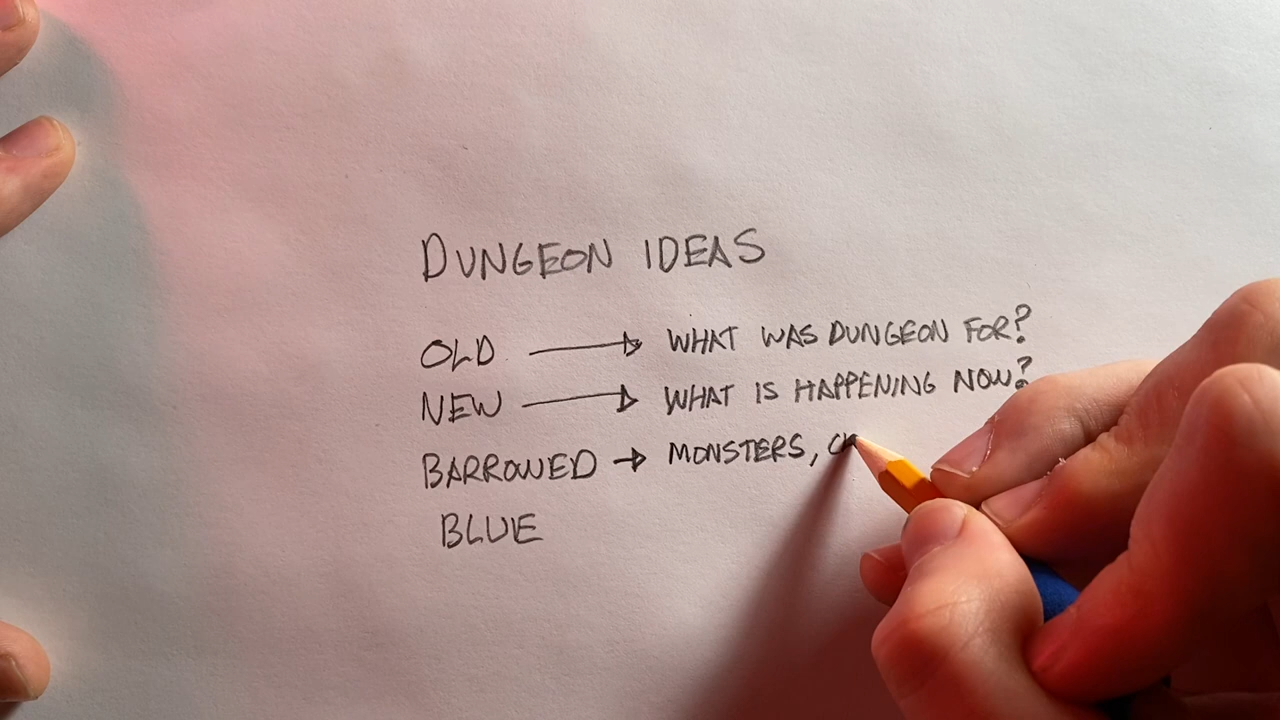 DUNGEON IDEAS
OLD → WHAT WAS DUNGEON FOR?
NEW → WHAT IS HAPPENING NOW?
BARROWED → MONSTERS,
BLUE